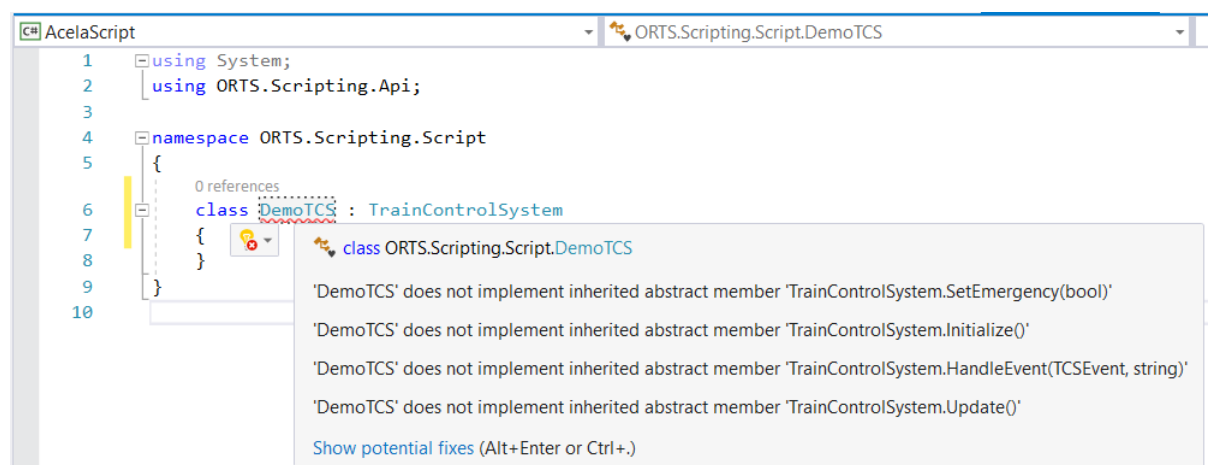 C# AcelaScript ORTS.Scripting.Script.DemoTCS
1 using System;
2 using ORTS.Scripting.Api;
3
4 namespace ORTS.Scripting.Script
5 {
0 references
6 class DemoTCS : TrainControlSystem
7 {
class ORTS.Scripting.Script.DemoTCS
8 }
9 }
'DemoTCS' does not implement inherited abstract member 'TrainControlSystem.SetEmergency(bool)'
10
'DemoTCS' does not implement inherited abstract member 'TrainControlSystem.Initialize()'
'DemoTCS' does not implement inherited abstract member 'TrainControlSystem.HandleEvent(TCSEvent, string)'
'DemoTCS' does not implement inherited abstract member 'TrainControlSystem.Update()'
Show potential fixes (Alt+Enter or Ctrl+.)